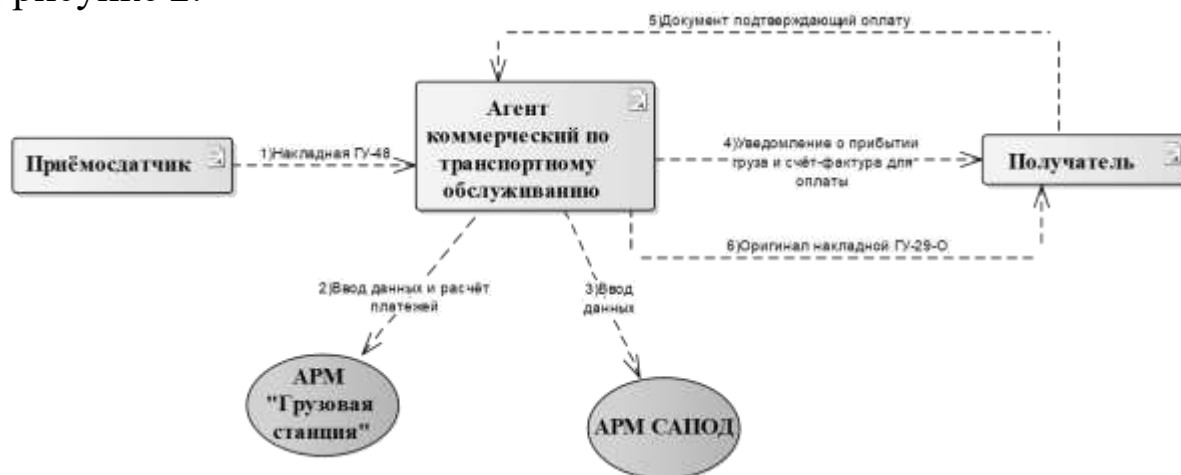 рисунке 2.
5)Документ подтверждающий оплату
Агент
коммерческий по
транспортному
обслуживанию
Приёмосдатчик
1)Накладная ГУ-48
4)Уведомление о прибытии
груза и счёт-фактура для
оплаты
Получатель
6)Оригинал накладной ГУ-29-О
2)Ввод данных и расчёт
платежей
3)Ввод
данных
АРМ
"Грузовая
станция"
АРМ САПОД